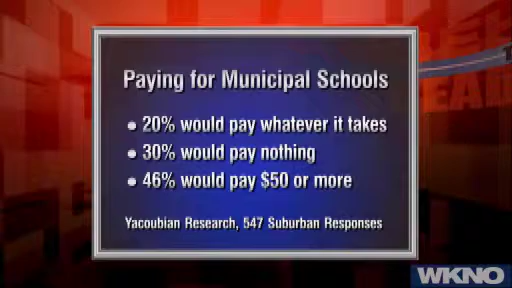 Paying for Municipal Schools
• 20% would pay whatever it takes
• 30% would pay nothing
• 46% would pay $50 or more
Yacoubian Research, 547 Suburban Responses
WKNO